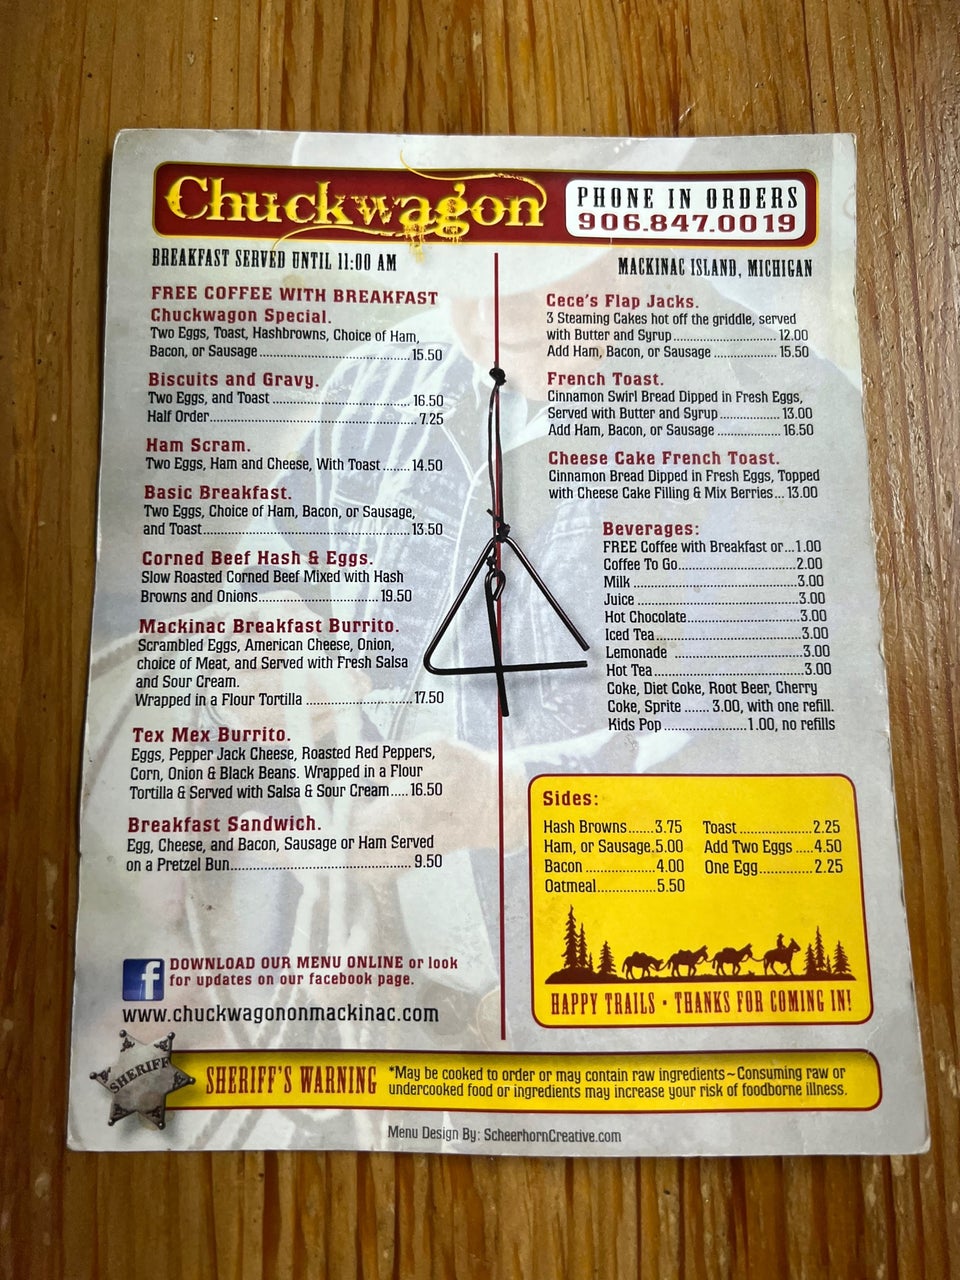 Chuckwagon
PHONE IN ORDERS
906.847.0019
BREAKFAST SERVED UNTIL 11:00 AM
MACKINAC ISLAND, MICHIGAN
FREE COFFEE WITH BREAKFAST
Chuckwagon Special.
Two Eggs, Toast, Hashbrowns, Choice of Ham,
Bacon, or Sausage ........ 15.50
Biscuits and Gravy.
Two Eggs, and Toast ........ 16.50
Half Order ........ 7.25
Ham Scram.
Two Eggs, Ham and Cheese, With Toast ........ 14.50
Basic Breakfast.
Two Eggs, Choice of Ham, Bacon, or Sausage,
and Toast ........ 13.50
Corned Beef Hash & Eggs.
Slow Roasted Corned Beef Mixed with Hash
Browns and Onions ........ 19.50
Mackinac Breakfast Burrito.
Scrambled Eggs, American Cheese, Onion,
choice of Meat, and Served with Fresh Salsa
and Sour Cream.
Wrapped in a Flour Tortilla ........ 17.50
Tex Mex Burrito.
Eggs, Pepper Jack Cheese, Roasted Red Peppers,
Corn, Onion & Black Beans. Wrapped in a Flour
Tortilla & Served with Salsa & Sour Cream ..... 16.50
Breakfast Sandwich.
Egg, Cheese, and Bacon, Sausage or Ham Served
on a Pretzel Bun ........ 9.50
DOWNLOAD OUR MENU ONLINE or look
for updates on our facebook page.
www.chuckwagononmackinac.com
Cece's Flap Jacks.
3 Steaming Cakes hot off the griddle, served
with Butter and Syrup ........ 12.00
Add Ham, Bacon, or Sausage ........ 15.50
French Toast.
Cinnamon Swirl Bread Dipped in Fresh Eggs,
Served with Butter and Syrup ........ 13.00
Add Ham, Bacon, or Sausage ........ 16.50
Cheese Cake French Toast.
Cinnamon Bread Dipped in Fresh Eggs, Topped
with Cheese Cake Filling & Mix Berries... 13.00
Beverages:
FREE Coffee with Breakfast or...1.00
Coffee To Go ........ 2.00
Milk ........ 3.00
Juice ........ 3.00
Hot Chocolate ........ 3.00
Iced Tea ........ 3.00
Lemonade ........ 3.00
Hot Tea ........ 3.00
Coke, Diet Coke, Root Beer, Cherry
Coke, Sprite ....... 3.00, with one refill.
Kids Pop ........ 1.00, no refills
Sides:
Hash Browns ....... 3.75
Ham, or Sausage. 5.00
Bacon ........ 4.00
Oatmeal ........ 5.50
Toast ........ 2.25
Add Two Eggs ..... 4.50
One Egg ........ 2.25
HAPPY TRAILS • THANKS FOR COMING IN!
SHERIFF
SHERIFF'S WARNING
*May be cooked to order or may contain raw ingredients~Consuming raw or
undercooked food or ingredients may increase your risk of foodborne illness.
Menu Design By: ScheerhornCreative.com